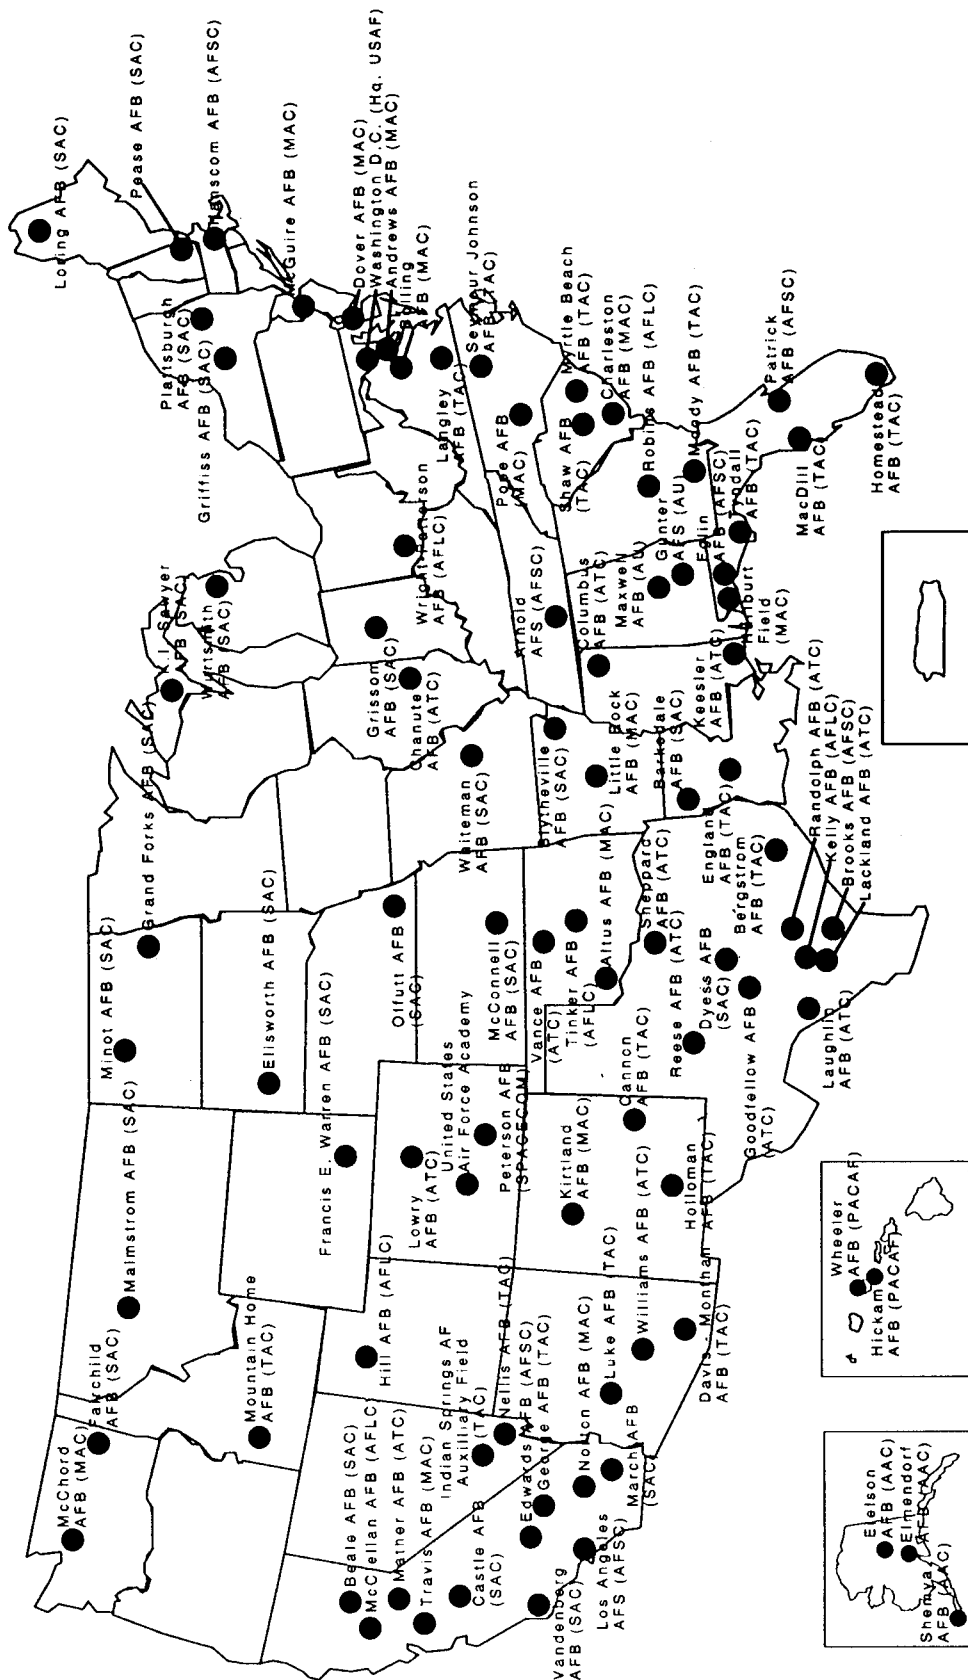 McChord
AFB (MAC)
Fairchild
AFB (SAC)
Malmstrom AFB (SAC)
Minot AFB (SAC)
Grand Forks AFB (SAC)
K.I. Sawyer
AFB (SAC)
Wurtsmith
AFB (SAC)
Griffiss AFB (SAC)
Plattsburgh
AFB (SAC)
Loring AFB (SAC)
Pease AFB (SAC)
Hanscom AFB (AFSC)
McGuire AFB (MAC)
Dover AFB (MAC)
Washington D.C. (Hq. USAF)
Andrews AFB (MAC)
Bolling
AFB (MAC)
Langley
AFB (TAC)
Seymour Johnson
AFB (TAC)
Pope AFB
(MAC)
Myrtle Beach
AFB (TAC)
Shaw AFB
(TAC)
Charleston
AFB (MAC)
Robins AFB (AFLC)
Moody AFB (TAC)
Patrick
AFB (AFSC)
MacDill
AFB (TAC)
Homestead
AFB (TAC)
Tyndall
AFB (TAC)
Eglin
AFB (AFSC)
Hurlburt
Field
(MAC)
Gunter
AFS (AU)
Maxwell
AFB (AU)
Columbus
AFB (ATC)
Keesler
AFB (ATC)
Arnold
AFS (AFSC)
Wright-Patterson
AFB (AFLC)
Grissom
AFB (SAC)
Chanute
AFB (ATC)
Whiteman
AFB (SAC)
Blytheville
AFB (SAC)
Little Rock
AFB (MAC)
Barksdale
AFB (SAC)
England
AFB (TAC)
Bergstrom
AFB (TAC)
Randolph AFB (ATC)
Kelly AFB (AFLC)
Brooks AFB (AFSC)
Lackland AFB (ATC)
Laughlin
AFB (ATC)
Goodfellow AFB
(ATC)
Dyess AFB
(SAC)
Reese AFB (ATC)
Sheppard
AFB (ATC)
Altus AFB (MAC)
Tinker AFB
(AFLC)
Vance AFB
(ATC)
McConnell
AFB (SAC)
Offutt AFB
(SAC)
Ellsworth AFB (SAC)
Francis E. Warren AFB (SAC)
Lowry
AFB (ATC)
United States
Air Force Academy
Peterson AFB
(SPACECOM)
Cannon
AFB (TAC)
Kirtland
AFB (MAC)
Holloman
AFB (TAC)
Mountain Home
AFB (TAC)
Hill AFB (AFLC)
Nellis AFB (TAC)
Indian Springs AF
Auxilliary Field
(TAC)
Williams AFB (ATC)
Luke AFB (TAC)
Davis - Monthan
AFB (TAC)
Beale AFB (SAC)
McClellan AFB (AFLC)
Mather AFB (ATC)
Travis AFB (MAC)
Castle AFB
(SAC)
Edwards AFB (AFSC)
George AFB (TAC)
Norton AFB (MAC)
March AFB
(SAC)
Vandenberg
AFB (SAC)
Los Angeles
AFS (AFSC)
Eielson
AFB (AAC)
Elmendorf
AFB (AAC)
Shemya
AFB (AAC)
Wheeler
AFB (PACAF)
Hickam
AFB (PACAF)